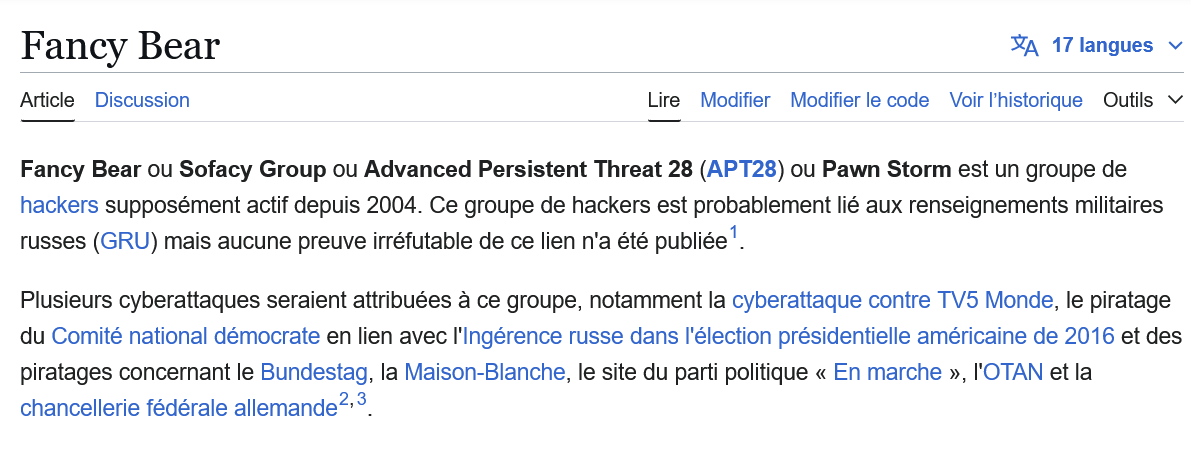 Fancy Bear
17 langues
Article Discussion Lire Modifier Modifier le code Voir l’historique Outils
Fancy Bear ou Sofacy Group ou Advanced Persistent Threat 28 (APT28) ou Pawn Storm est un groupe de
hackers supposément actif depuis 2004. Ce groupe de hackers est probablement lié aux renseignements militaires
russes (GRU) mais aucune preuve irréfutable de ce lien n'a été publiée1.
Plusieurs cyberattaques seraient attribuées à ce groupe, notamment la cyberattaque contre TV5 Monde, le piratage
du Comité national démocrate en lien avec l'Ingérence russe dans l'élection présidentielle américaine de 2016 et des
piratages concernant le Bundestag, la Maison-Blanche, le site du parti politique « En marche », l'OTAN et la
chancellerie fédérale allemande2,3.